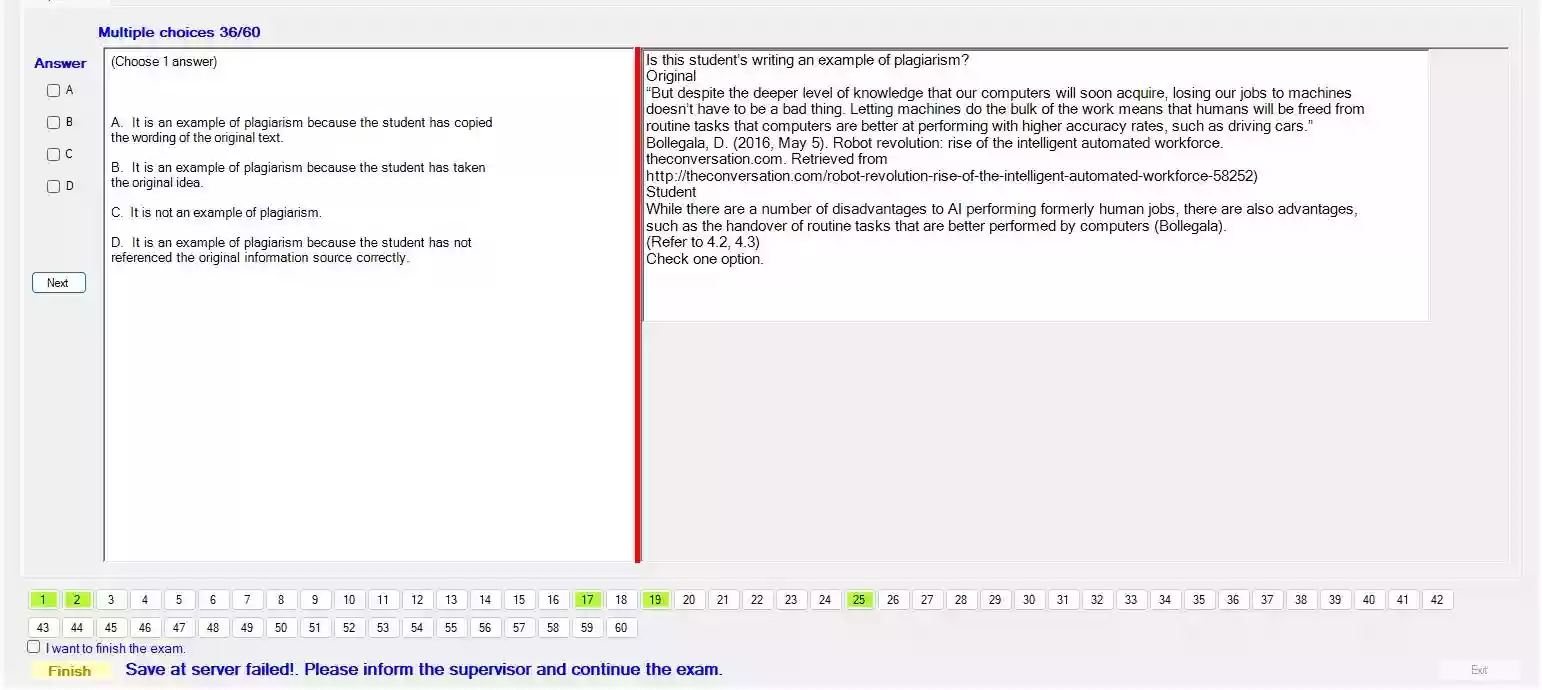 Multiple choices 36/60
Answer
A
B
C
D
Next
(Choose 1 answer)
A. It is an example of plagiarism because the student has copied
the wording of the original text.
B. It is an example of plagiarism because the student has taken
the original idea.
C. It is not an example of plagiarism.
D. It is an example of plagiarism because the student has not
referenced the original information source correctly.
Is this student's writing an example of plagiarism?
Original
“But despite the deeper level of knowledge that our computers will soon acquire, losing our jobs to machines
doesn't have to be a bad thing. Letting machines do the bulk of the work means that humans will be freed from
routine tasks that computers are better at performing with higher accuracy rates, such as driving cars.”
Bollegala, D. (2016, May 5). Robot revolution: rise of the intelligent automated workforce.
theconversation.com. Retrieved from
http://theconversation.com/robot-revolution-rise-of-the-intelligent-automated-workforce-58252)
Student
While there are a number of disadvantages to AI performing formerly human jobs, there are also advantages,
such as the handover of routine tasks that are better performed by computers (Bollegala).
(Refer to 4.2, 4.3)
Check one option.
1 2 3 4 5 6 7 8 9 10 11 12 13 14 15 16 17 18 19 20 21 22 23 24 25 26 27 28 29 30 31 32 33 34 35 36 37 38 39 40 41 42
43 44 45 46 47 48 49 50 51 52 53 54 55 56 57 58 59 60
I want to finish the exam.
Finish Save at server failed!. Please inform the supervisor and continue the exam. Exit